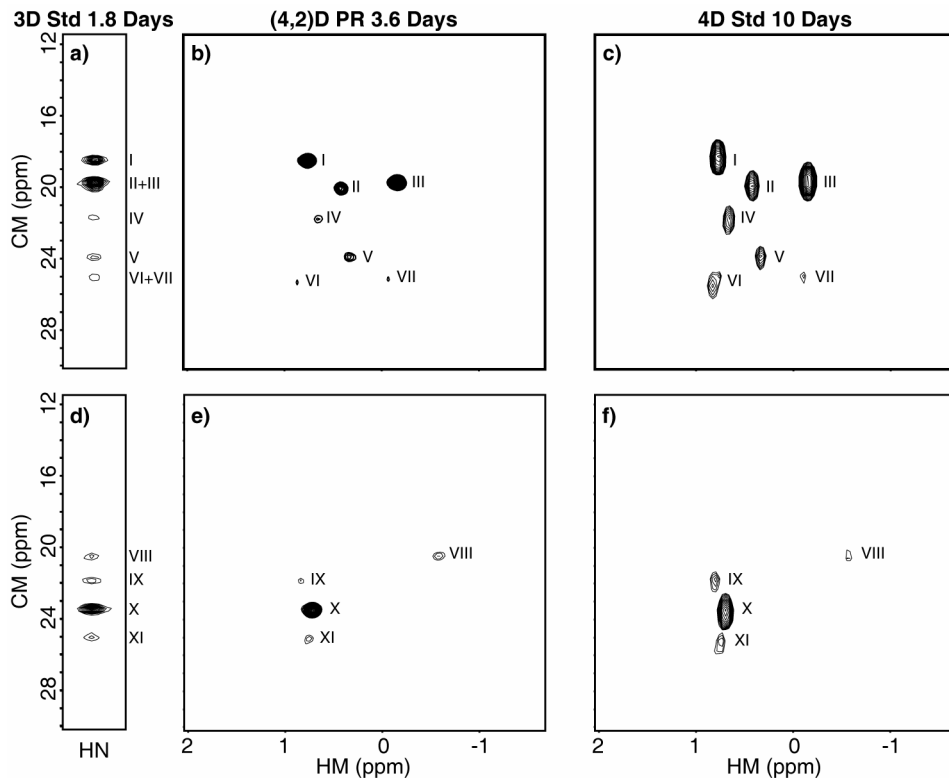 3D Std 1.8 Days (4,2)D PR 3.6 Days 4D Std 10 Days
a) b) c)
12
16
20
24
28
CM (ppm)
I
II+III
IV
V
VI+VII
I
II
III
IV
V
VI
VII
I
II
III
IV
V
VI
VII
d) e) f)
12
16
20
24
28
CM (ppm)
VIII
IX
X
XI
VIII
IX
X
XI
VIII
IX
X
XI
HN
2 1 0 -1
HM (ppm)
2 1 0 -1
HM (ppm)